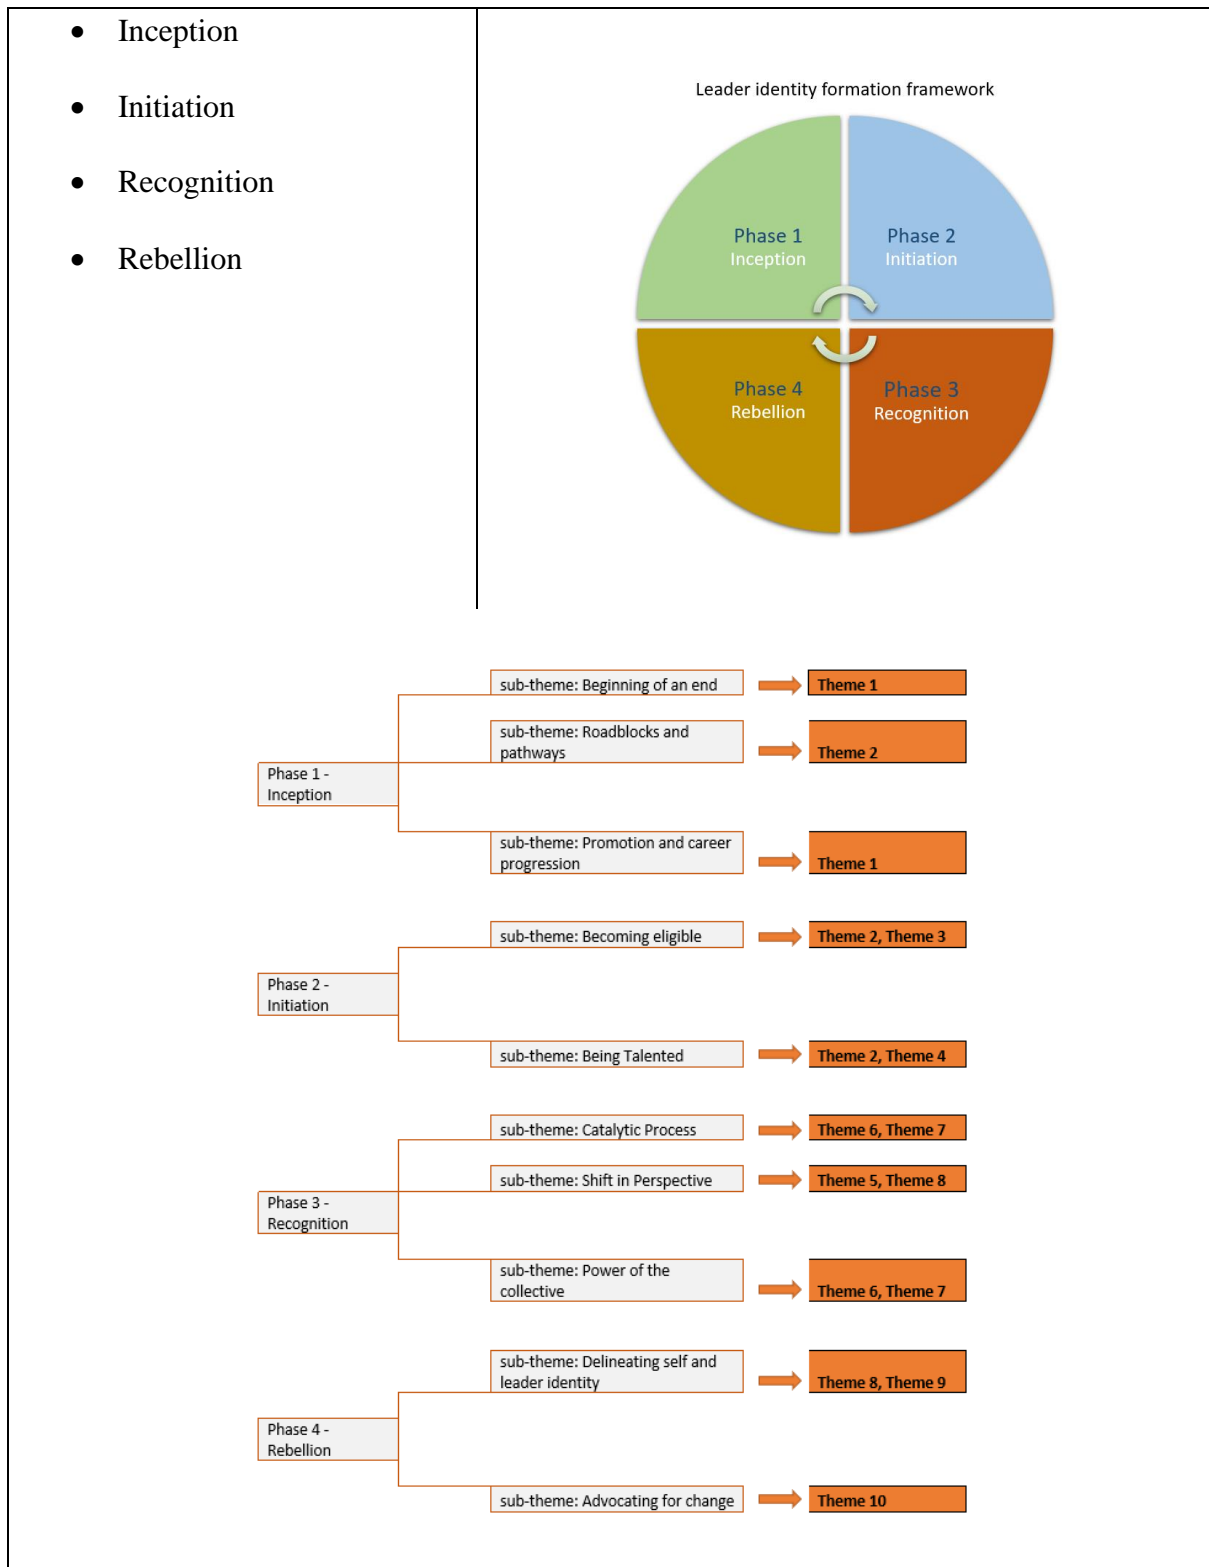 • Inception
• Initiation
• Recognition
• Rebellion
Leader identity formation framework
Phase 1
Inception
Phase 2
Initiation
Phase 4
Rebellion
Phase 3
Recognition
sub-theme: Beginning of an end
Theme 1
sub-theme: Roadblocks and
pathways
Theme 2
Phase 1 -
Inception
sub-theme: Promotion and career
progression
Theme 1
sub-theme: Becoming eligible
Theme 2, Theme 3
Phase 2 -
Initiation
sub-theme: Being Talented
Theme 2, Theme 4
sub-theme: Catalytic Process
Theme 6, Theme 7
sub-theme: Shift in Perspective
Theme 5, Theme 8
Phase 3 -
Recognition
sub-theme: Power of the
collective
Theme 6, Theme 7
sub-theme: Delineating self and
leader identity
Theme 8, Theme 9
Phase 4 -
Rebellion
sub-theme: Advocating for change
Theme 10